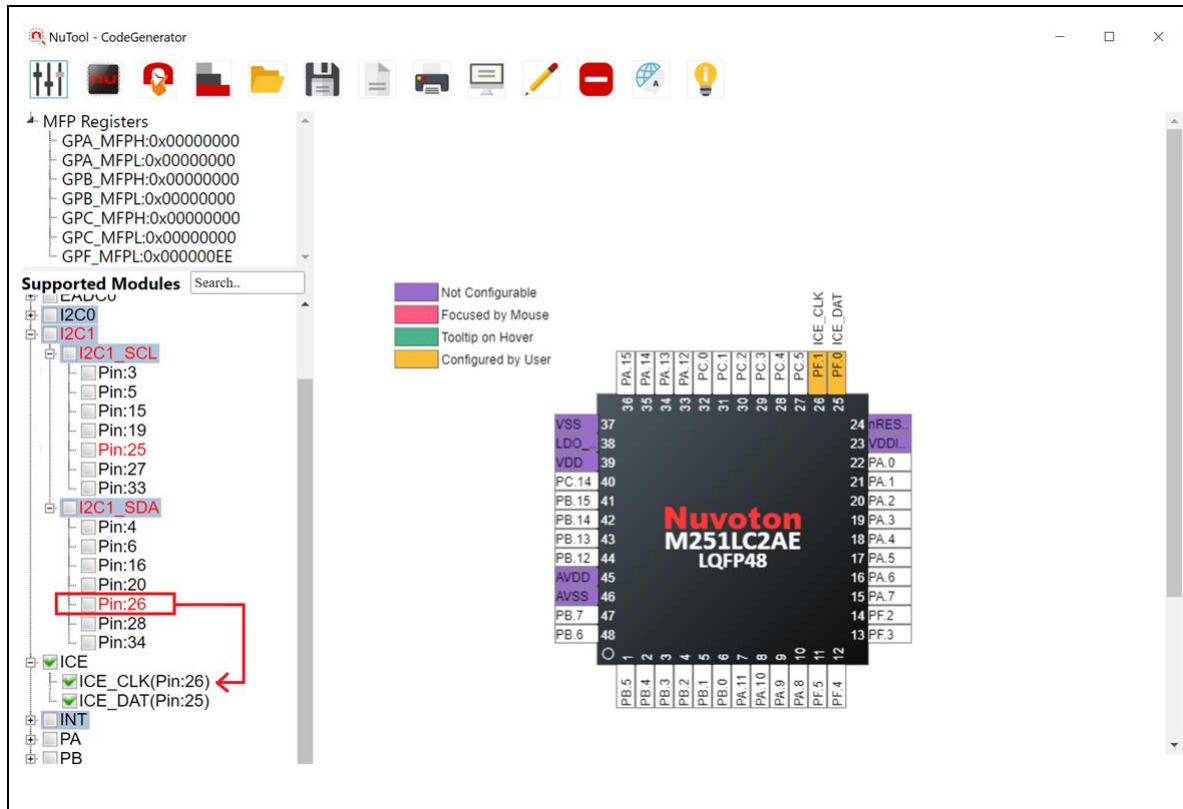 NuTool - CodeGenerator
MFP Registers
GPA_MFPH:0x00000000
GPA_MFPL:0x00000000
GPB_MFPH:0x00000000
GPB_MFPL:0x00000000
GPC_MFPH:0x00000000
GPC_MFPL:0x00000000
GPF_MFPL:0x000000EE
Supported Modules Search..
EADC0
I2C0
I2C1
I2C1_SCL
Pin:3
Pin:5
Pin:15
Pin:19
Pin:25
Pin:27
Pin:33
I2C1_SDA
Pin:4
Pin:6
Pin:16
Pin:20
Pin:26
Pin:28
Pin:34
ICE
ICE_CLK(Pin:26)
ICE_DAT(Pin:25)
INT
PA
PB
Not Configurable
Focused by Mouse
Tooltip on Hover
Configured by User
ICE_CLK ICE_DAT
PA.15 PA.14 PA.13 PA.12 PC.0 PC.1 PC.2 PC.3 PC.4 PC.5 PF.1 PF.0
36 35 34 33 32 31 30 29 28 27 26 25
VSS 37
LDO_.. 38
VDD 39
PC.14 40
PB.15 41
PB.14 42
PB.13 43
PB.12 44
AVDD 45
AVSS 46
PB.7 47
PB.6 48
Nuvoton
M251LC2AE
LQFP48
24 nRES..
23 VDDI..
22 PA.0
21 PA.1
20 PA.2
19 PA.3
18 PA.4
17 PA.5
16 PA.6
15 PA.7
14 PF.2
13 PF.3
1 2 3 4 5 6 7 8 9 10 11 12
PB.5 PB.4 PB.3 PB.2 PB.1 PB.0 PA.11 PA.10 PA.9 PA.8 PF.5 PF.4